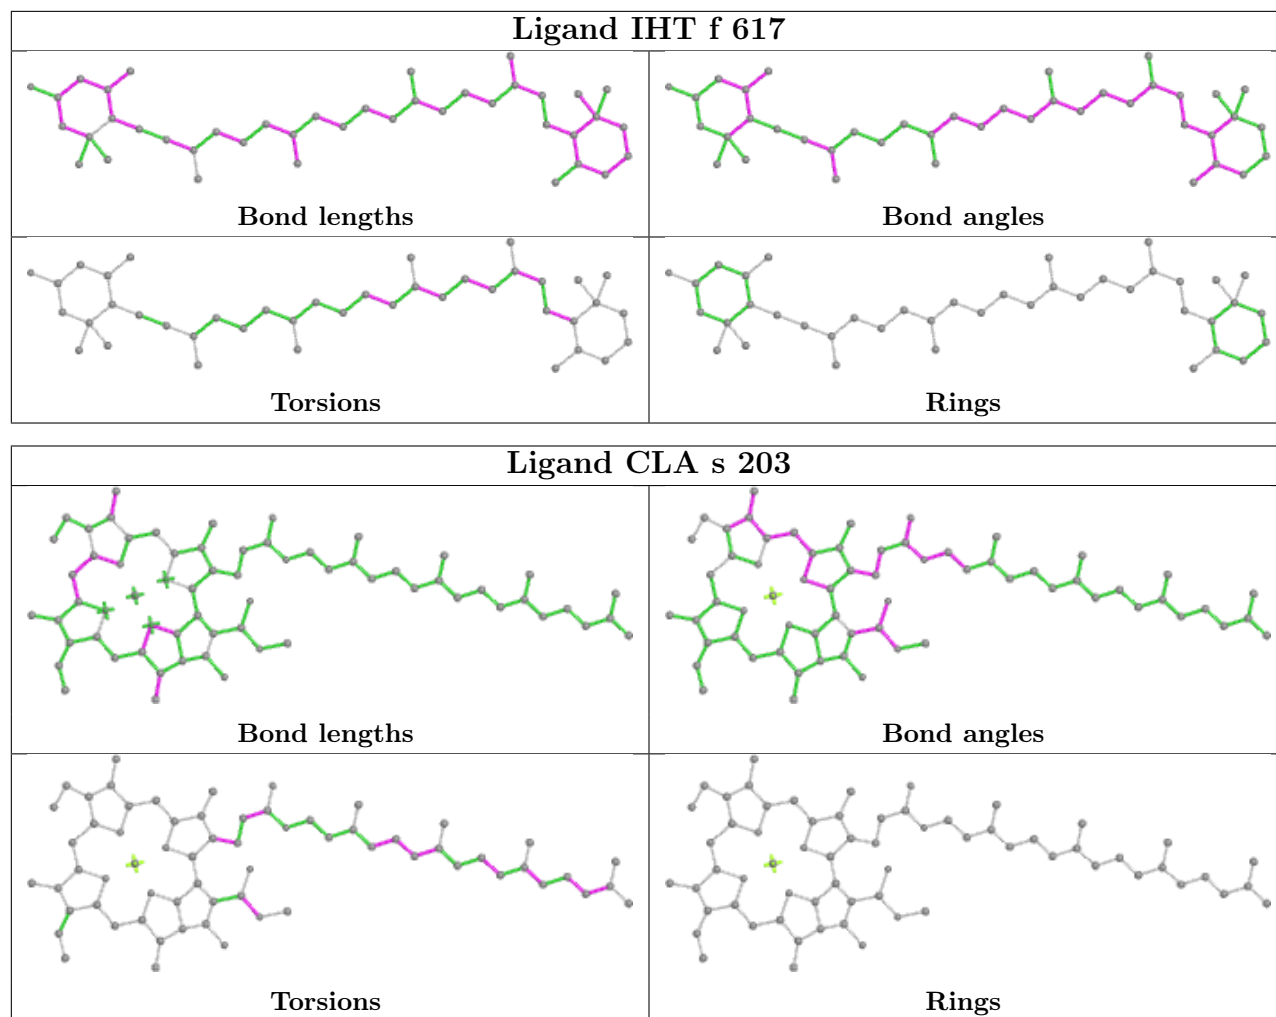 Ligand IHT f 617
Bond lengths
Bond angles
Torsions
Rings
Ligand CLA s 203
Bond lengths
Bond angles
Torsions
Rings